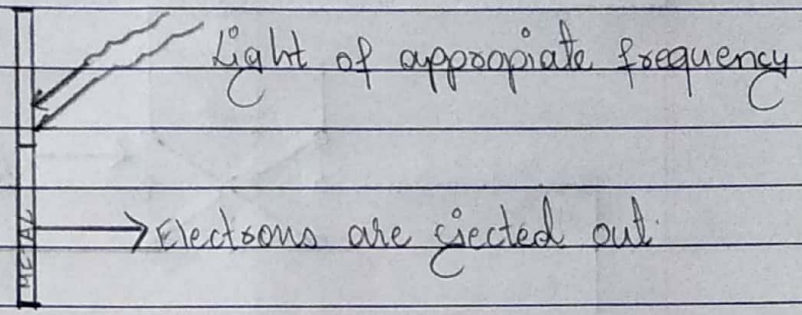 Light of appropiate frequency
Electrons are ejected out.
METAL